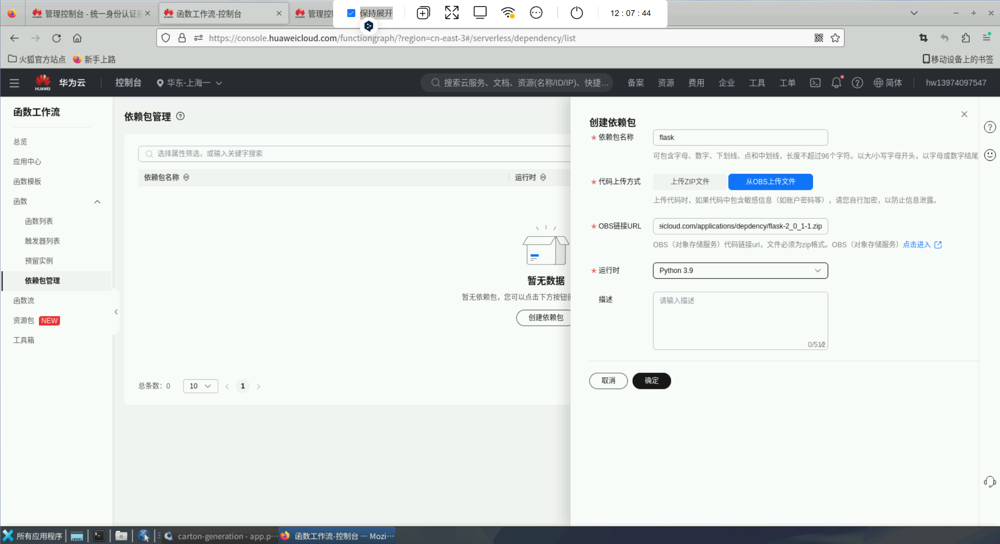 管理控制台 - 统一身份认证服
函数工作流-控制台
管理控制
保持展开
12 : 07 : 44
https://console.huaweicloud.com/functiongraph/?region=cn-east-3#/serverless/dependency/list
火狐官方站点
新手上路
移动设备上的书签
HUAWEI
华为云
控制台
华东-上海一
搜索云服务、文档、资源(名称/ID/IP)、快捷...
备案
资源
费用
企业
工具
工单
简体
hw13974097547
函数工作流
总览
应用中心
函数模板
函数
函数列表
触发器列表
预留实例
依赖包管理
函数流
资源包 NEW
工具箱
依赖包管理
选择属性筛选，或输入关键字搜索
依赖包名称
运行时
暂无数据
暂无依赖包，您可以点击下方按钮创
创建依赖包
总条数：0
10
1
创建依赖包
* 依赖包名称
flask
可包含字母、数字、下划线、点和中划线，长度不超过96个字符。以大/小写字母开头，以字母或数字结尾
* 代码上传方式
上传ZIP文件
从OBS上传文件
上传代码时，如果代码中包含敏感信息（如账户密码等），请您自行加密，以防止信息泄露。
* OBS链接URL
eicloud.com/applications/depdency/flask-2_0_1-1.zip
OBS（对象存储服务）代码链接url，文件必须为zip格式。OBS（对象存储服务）点击进入
* 运行时
Python 3.9
描述
请输入描述
0/512
取消
确定
所有应用程序
carton-generation - app.p···
函数工作流-控制台 — Mozi···